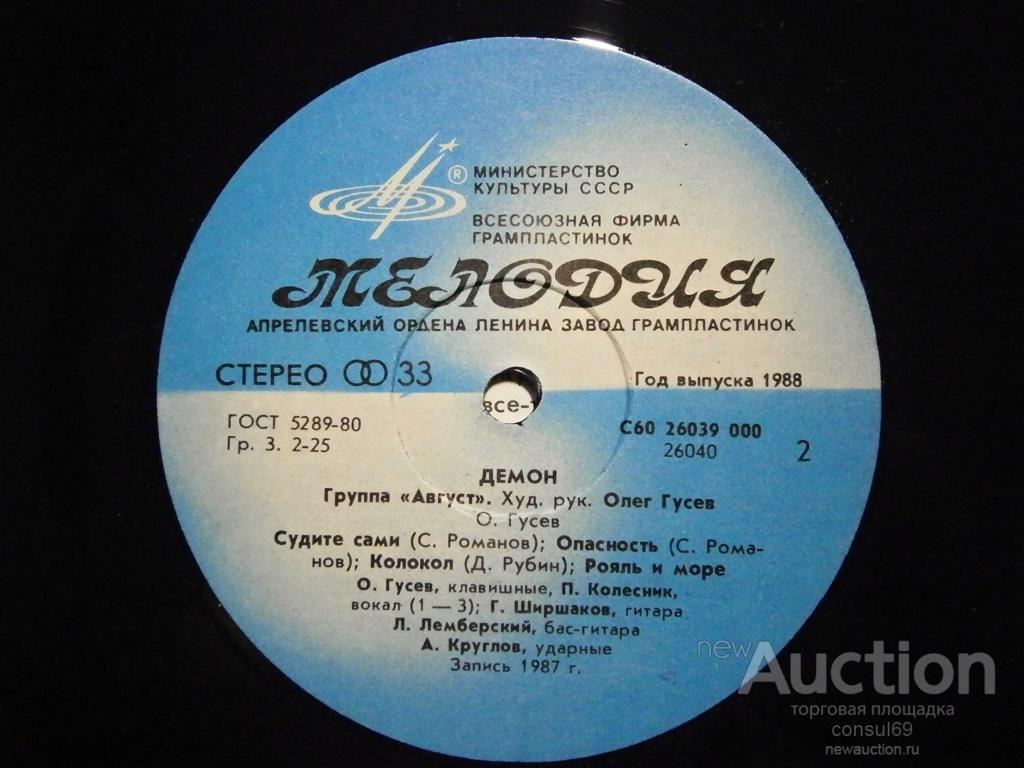 ®
МИНИСТЕРСТВО
КУЛЬТУРЫ СССР
ВСЕСОЮЗНАЯ ФИРМА
ГРАМПЛАСТИНОК
МЕЛОДИЯ
АПРЕЛЕВСКИЙ ОРДЕНА ЛЕНИНА ЗАВОД ГРАМПЛАСТИНОК
СТЕРЕО 33
Год выпуска 1988
все-
ГОСТ 5289-80
Гр. 3. 2-25
С60 26039 000
26040
2
ДЕМОН
Группа «Август». Худ. рук. Олег Гусев
О. Гусев
Судите сами (С. Романов); Опасность (С. Рома-
нов); Колокол (Д. Рубин); Рояль и море
О. Гусев, клавишные, П. Колесник,
вокал (1 — 3); Г. Ширшаков, гитара
Л. Лемберский, бас-гитара
А. Круглов, ударные
Запись 1987 г.
newAuction
торговая площадка
consul69
newauction.ru